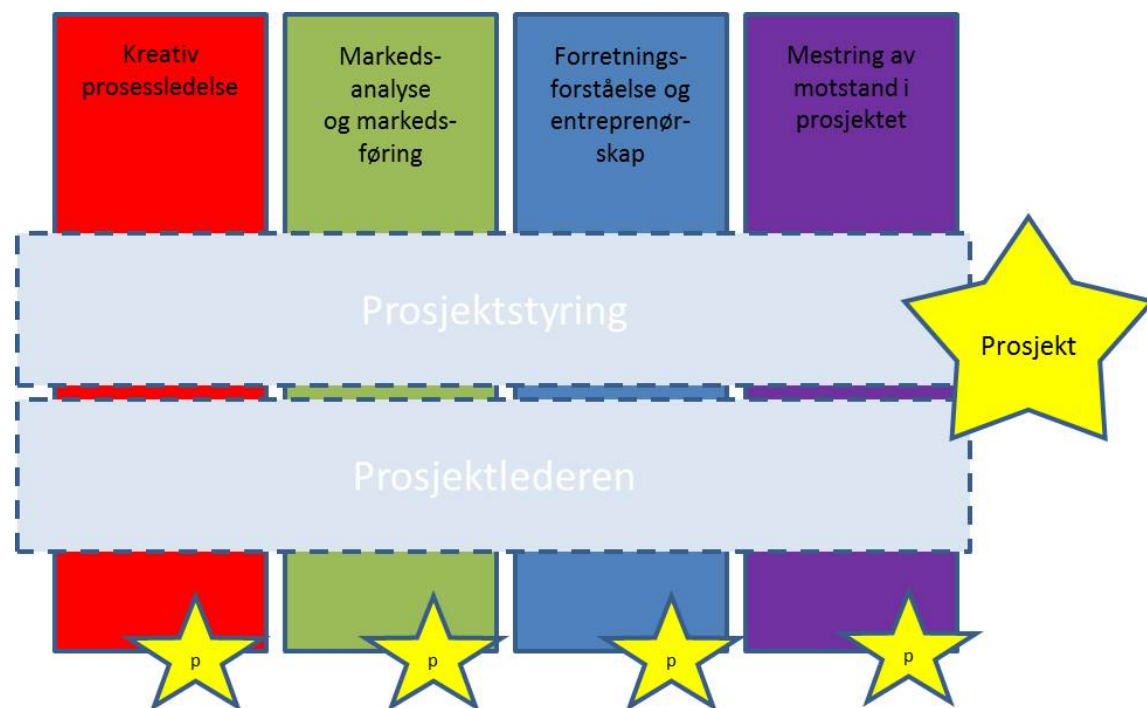 Kreativ
prosessledelse
Markeds-
analyse
og markeds-
føring
Forretnings-
forståelse og
entreprenør-
skap
Mestring av
motstand i
prosjektet
Prosjektstyring
Prosjekt
Prosjektlederen
p
p
p
p